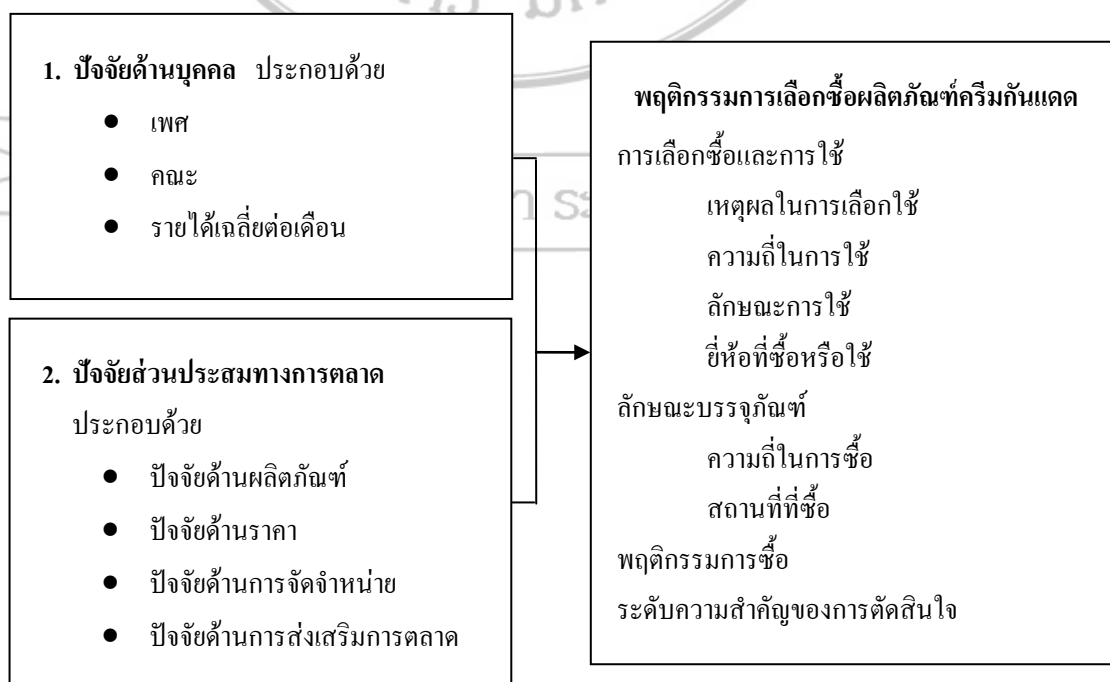 1. ปัจจัยด้านบุคคล ประกอบด้วย
● เพศ
● คณะ
● รายได้เฉลี่ยต่อเดือน
2. ปัจจัยส่วนประสมทางการตลาด
ประกอบด้วย
● ปัจจัยด้านผลิตภัณฑ์
● ปัจจัยด้านราคา
● ปัจจัยด้านการจัดจำหน่าย
● ปัจจัยด้านการส่งเสริมการตลาด
พฤติกรรมการเลือกซื้อผลิตภัณฑ์ครีมกันแดด
การเลือกซื้อและการใช้
เหตุผลในการเลือกใช้
ความถี่ในการใช้
ลักษณะการใช้
ยี่ห้อที่ซื้อหรือใช้
ลักษณะบรรจุภัณฑ์
ความถี่ในการซื้อ
สถานที่ที่ซื้อ
พฤติกรรมการซื้อ
ระดับความสำคัญของการตัดสินใจ